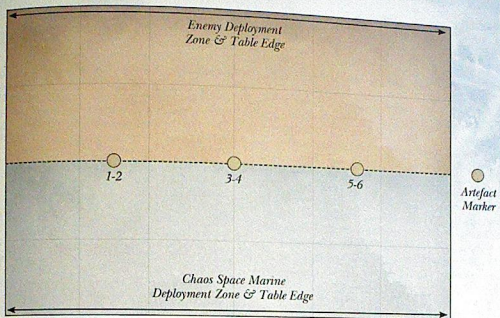 Enemy Deployment
Zone & Table Edge
1-2
3-4
5-6
Artefact
Marker
Chaos Space Marine
Deployment Zone & Table Edge